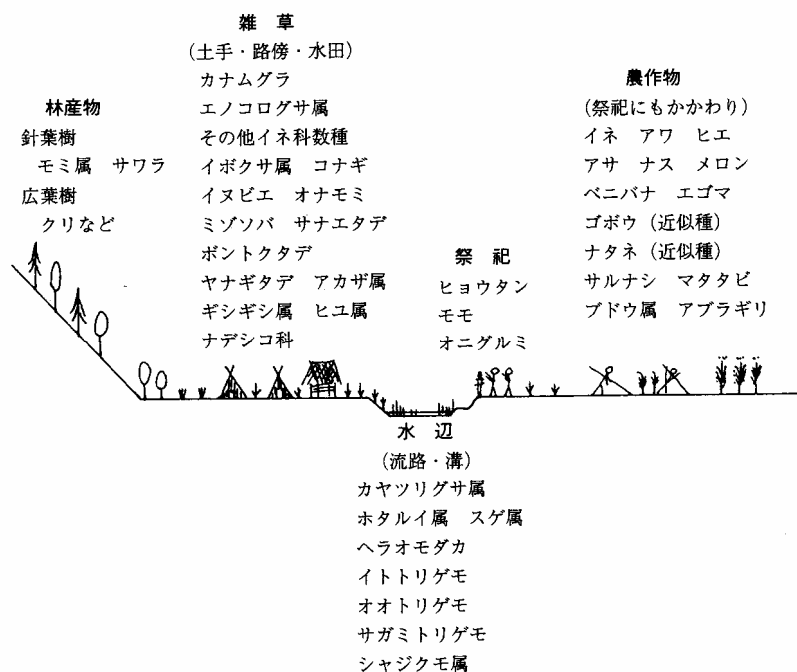 雑 草
(土手・路傍・水田)
カナムグラ
エノコログサ属
その他イネ科数種
イボクサ属 コナギ
イヌビエ オナモミ
ミゾソバ サナエタデ
ボントクタデ
ヤナギタデ アカザ属
ギシギシ属 ヒユ属
ナデシコ科
林産物
針葉樹
モミ属 サワラ
広葉樹
クリなど
祭 祀
ヒョウタン
モモ
オニグルミ
農作物
(祭祀にもかかわり)
イネ アワ ヒエ
アサ ナス メロン
ベニバナ エゴマ
ゴボウ(近似種)
ナタネ(近似種)
サルナシ マタタビ
ブドウ属 アブラギリ
水 辺
(流路・溝)
カヤツリグサ属
ホタルイ属 スゲ属
ヘラオモダカ
イトトリゲモ
オオトリゲモ
サガミトリゲモ
シャジクモ属